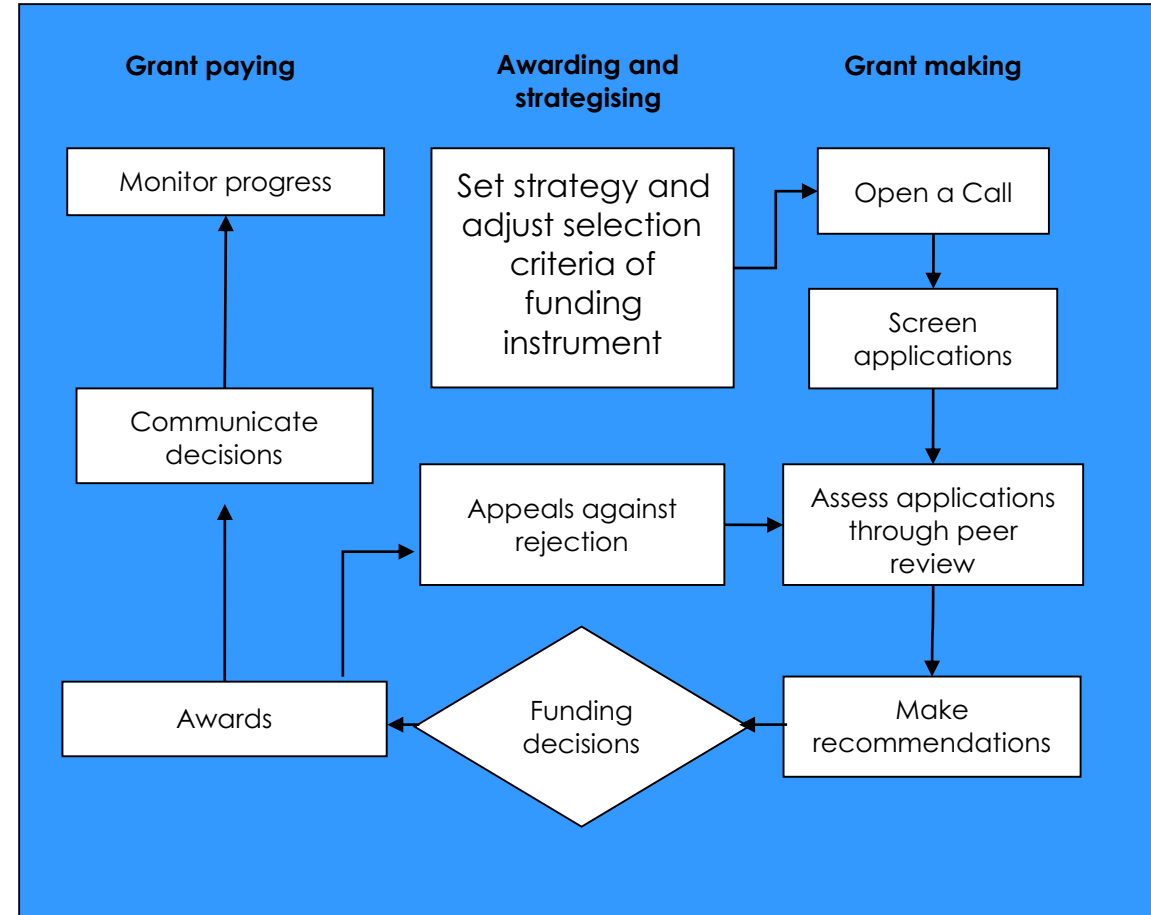 Grant paying
Awarding and
strategising
Grant making
Monitor progress
Set strategy and
adjust selection
criteria of
funding
instrument
Open a Call
Screen
applications
Communicate
decisions
Appeals against
rejection
Assess applications
through peer
review
Awards
Funding
decisions
Make
recommendations